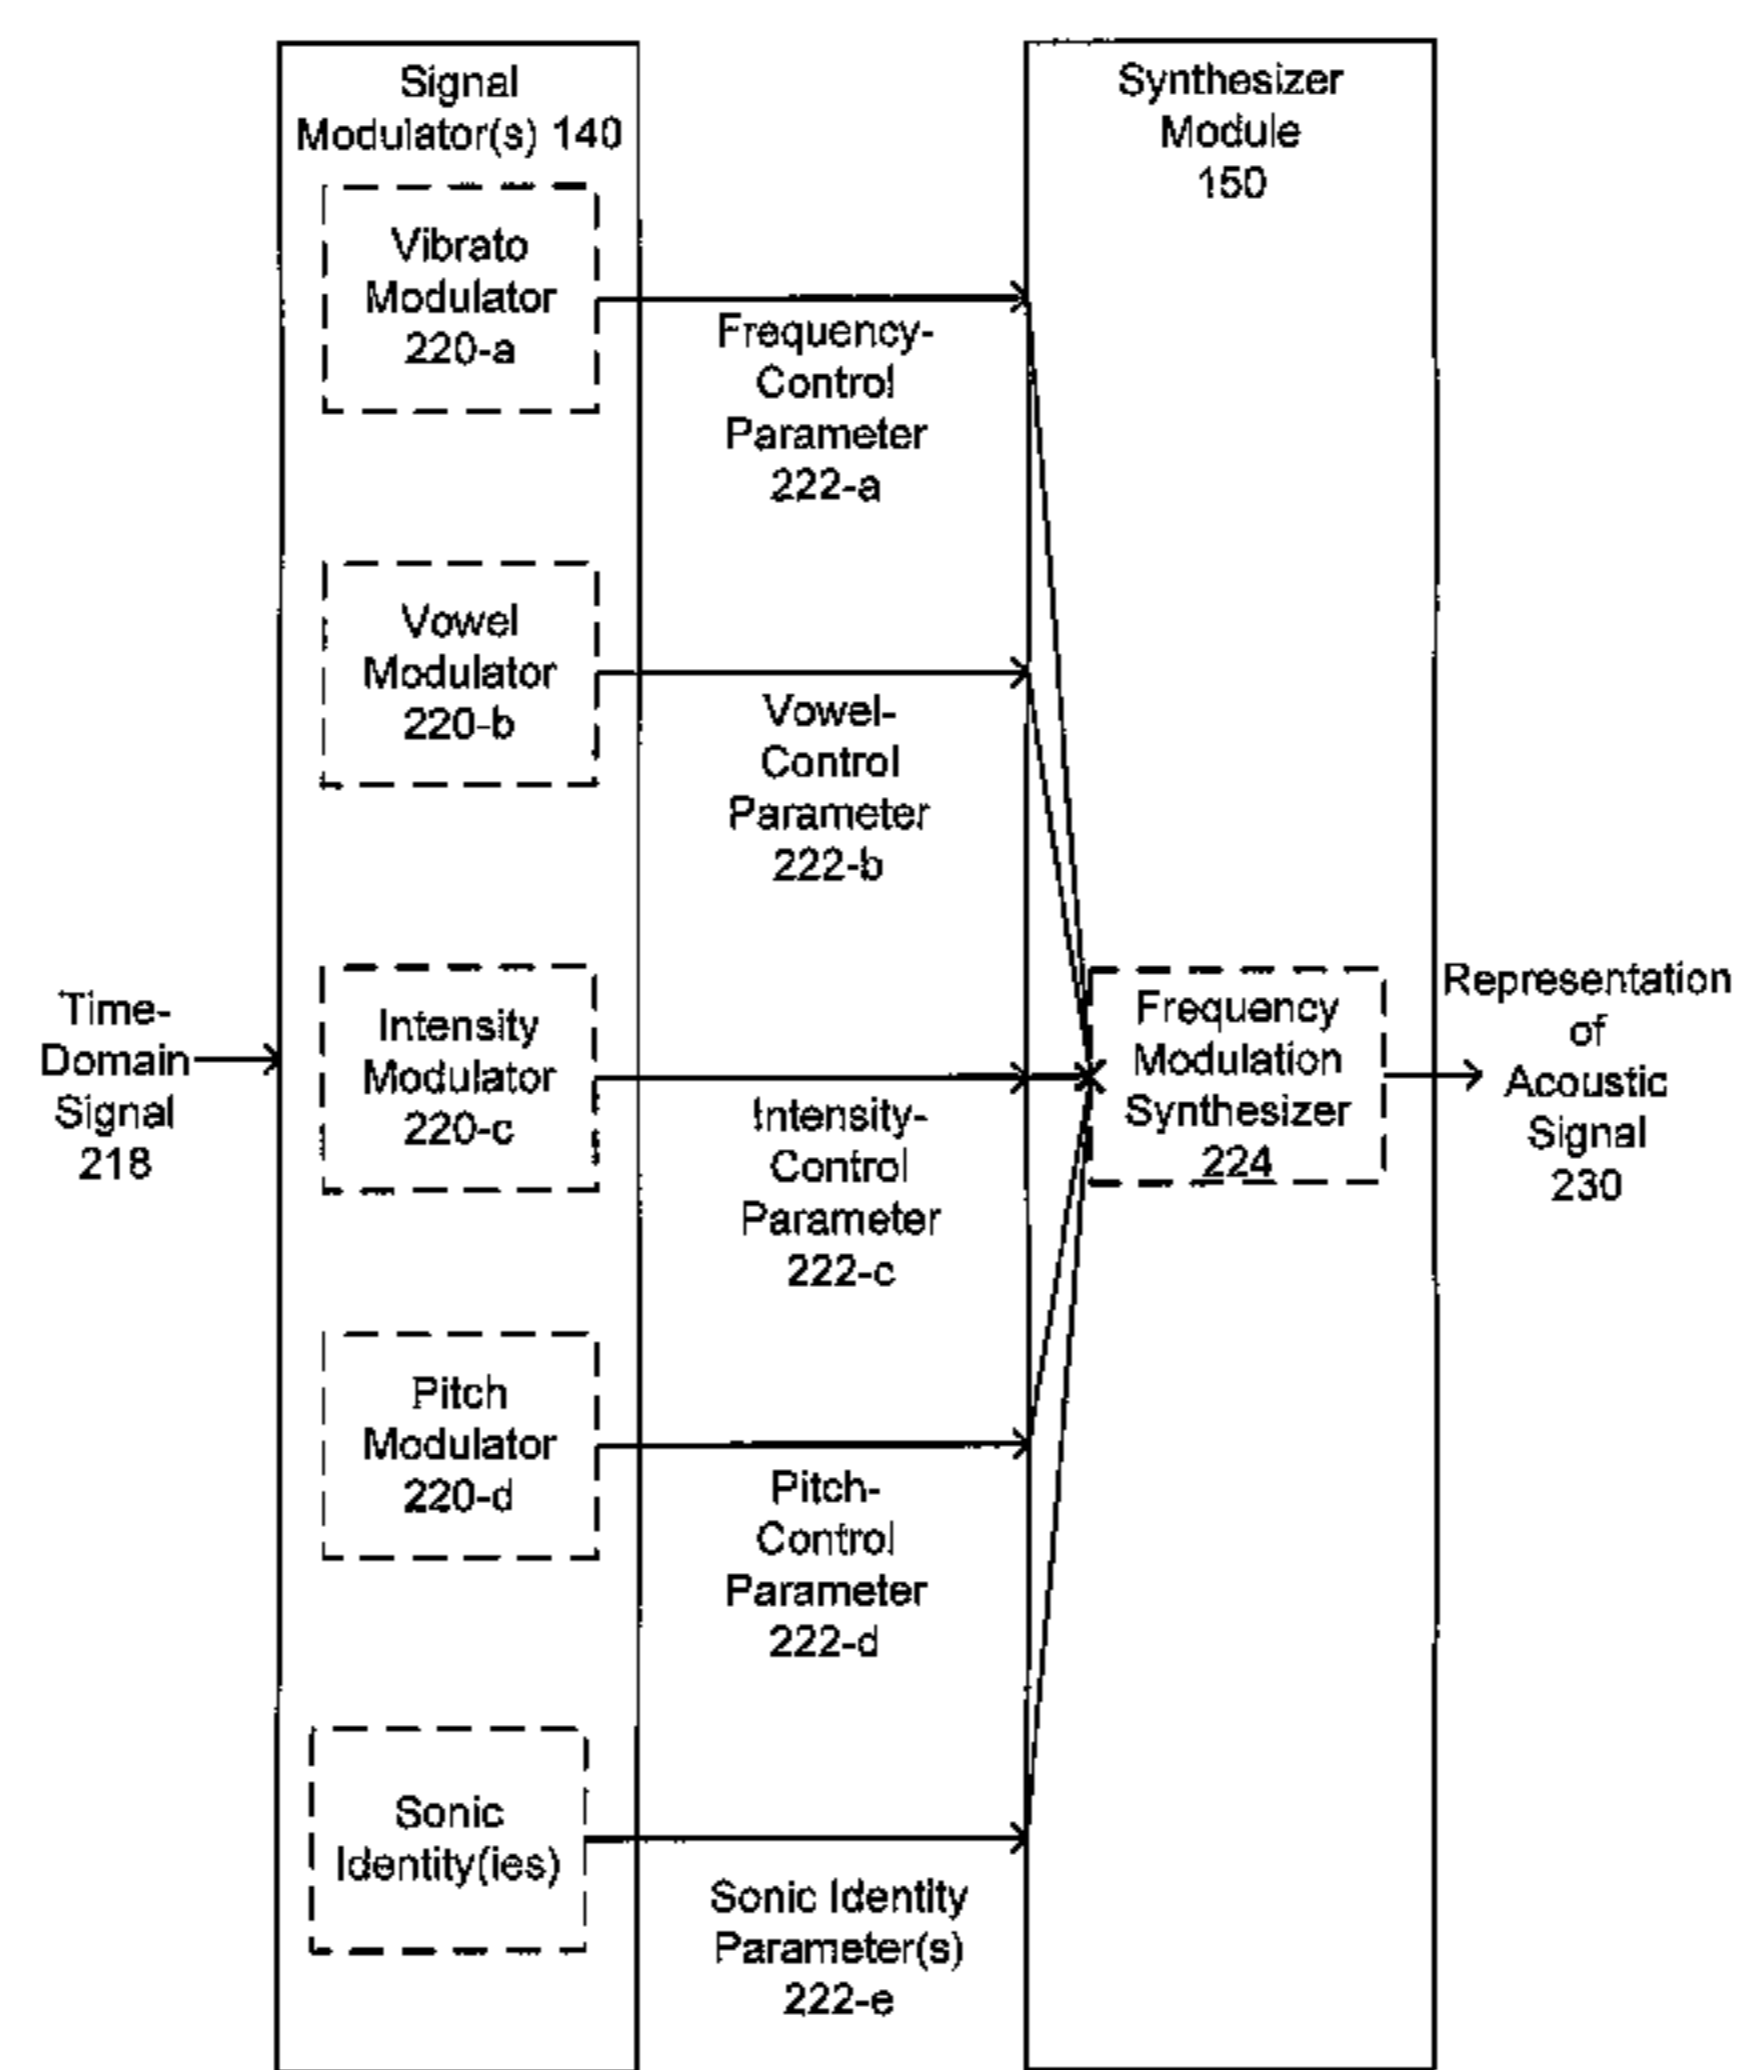 Signal
Modulator(s) 140
Vibrato
Modulator
220-a
Vowel
Modulator
220-b
Time-
Domain
Signal
218
Intensity
Modulator
220-c
Pitch
Modulator
220-d
Sonic
Identity(ies)
Frequency-
Control
Parameter
222-a
Vowel-
Control
Parameter
222-b
Intensity-
Control
Parameter
222-c
Pitch-
Control
Parameter
222-d
Sonic Identity
Parameter(s)
222-e
Synthesizer
Module
150
Frequency
Modulation
Synthesizer
224
Representation
of
Acoustic
Signal
230